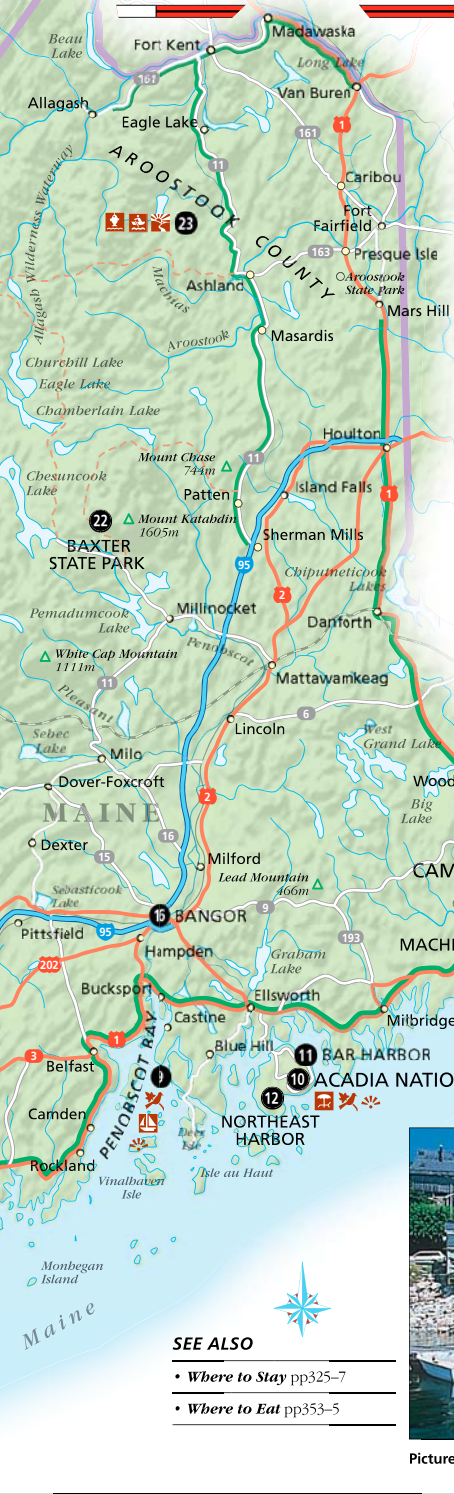 Madawaska
Beau
Lake
Fort Kent
Long Lake
161
Van Buren
Allagash
Eagle Lake
1
161
AROOSTOOK
COUNTY
11
Caribou
Allagash Wilderness Waterway
23
Fort
Fairfield
163
Presque Isle
Machias
Ashland
Aroostook
State Park
Mars Hill
Aroostook
Masardis
Churchill Lake
Eagle Lake
Chamberlain Lake
Houlton
Mount Chase
744m
11
Chesuncook
Lake
Patten
Island Falls
1
22
Mount Katahdin
1605m
BAXTER
STATE PARK
Sherman Mills
95
Chiputneticook
Lakes
2
Pemadumcook
Lake
Millinocket
Danforth
Penobscot
White Cap Mountain
1111m
Mattawamkeag
11
Pleasant
6
Lincoln
Sebec
Lake
West
Grand Lake
Milo
Dover-Foxcroft
Wood
2
MAINE
Big
Lake
16
Dexter
15
Milford
Lead Mountain
466m
CAM
Sebasticook
Lake
15
BANGOR
9
Pittsfield
95
193
Hampden
MACHI
202
Graham
Lake
Bucksport
Ellsworth
Castine
Milbridge
1
3
Blue Hill
11
BAR HARBOR
Belfast
PENOBSCOT BAY
10
ACADIA NATIO
12
NORTHEAST
HARBOR
Camden
Deer
Isle
Rockland
Isle au Haut
Vinalhaven
Isle
Monhegan
Island
Maine
SEE ALSO
• Where to Stay pp325–7
• Where to Eat pp353–5
Picture